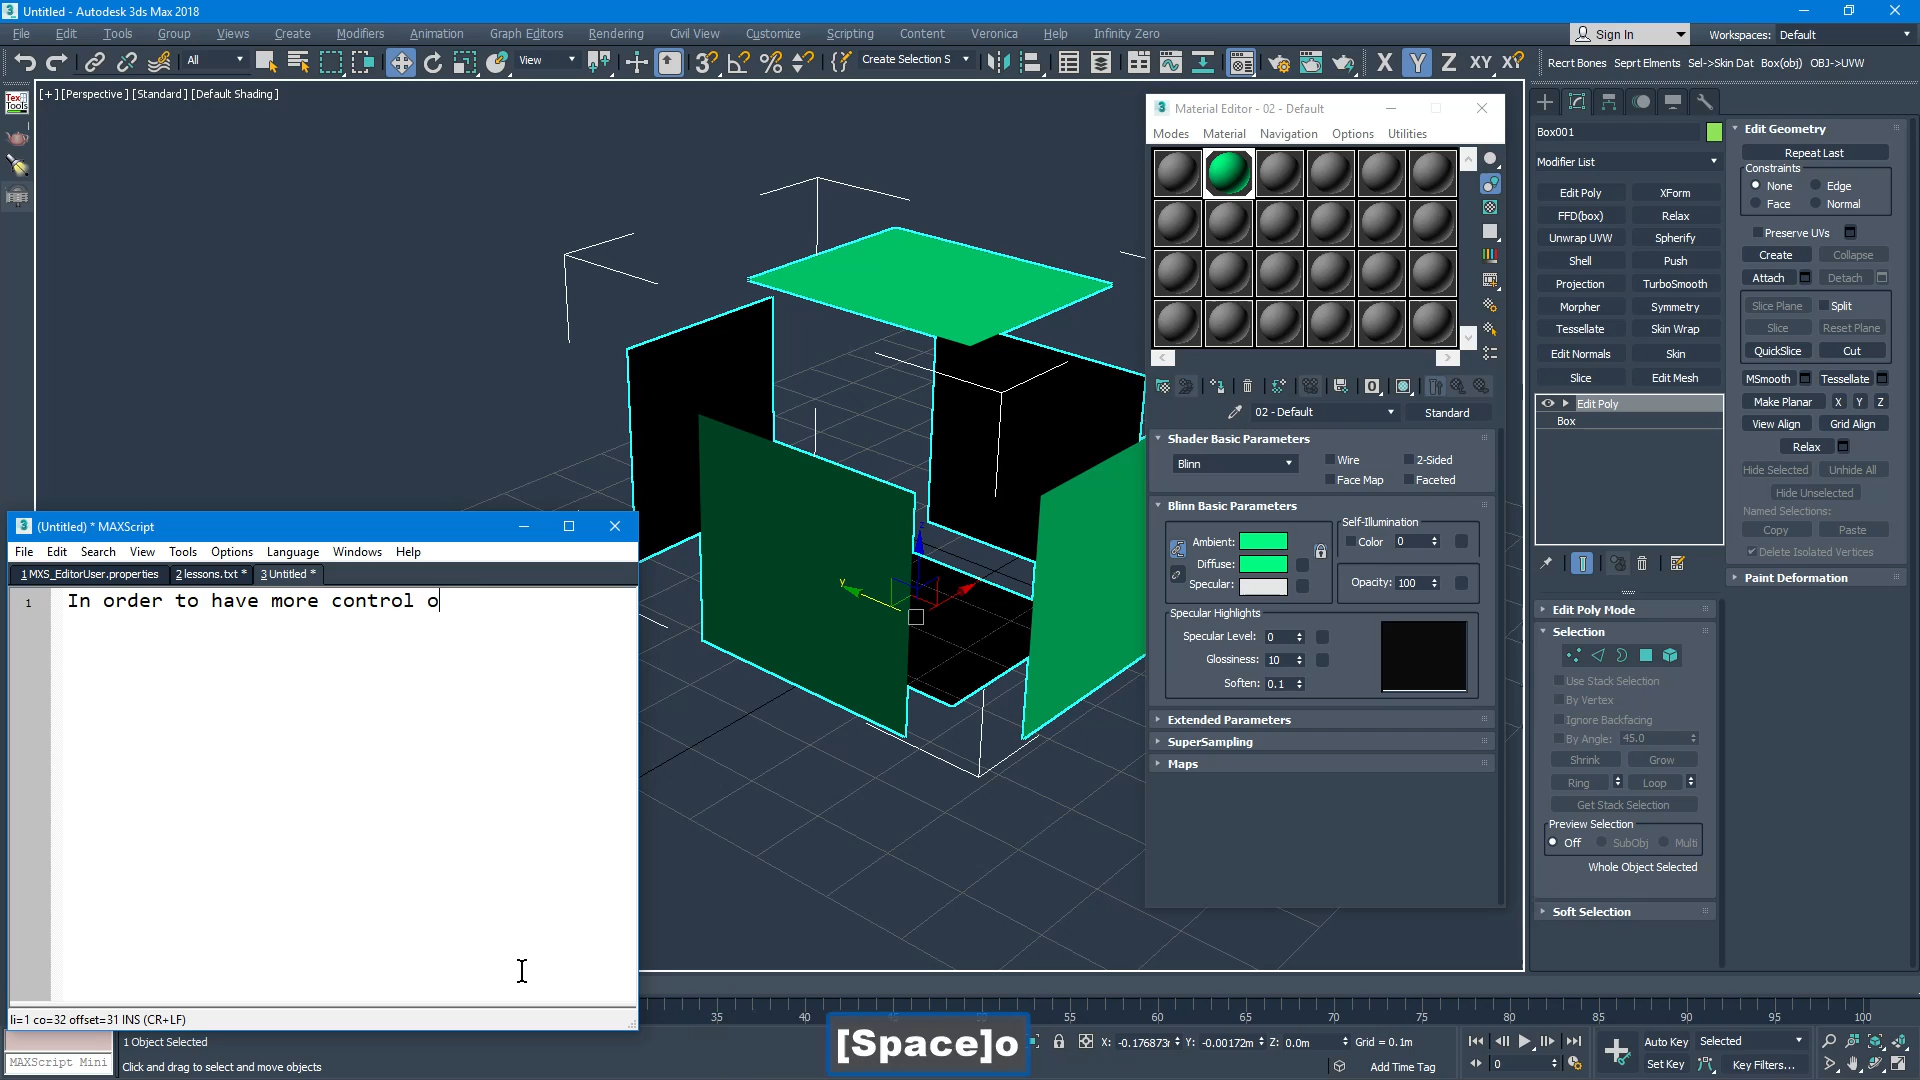 Untitled - Autodesk 3ds Max 2018
File Edit Tools Group Views Create Modifiers Animation Graph Editors Rendering Civil View Customize Scripting Content Veronica Help Infinity Zero
Sign In
Workspaces: Default
All
View
Create Selection S
X Y Z XY XY
Recrt Bones Seprt Elments Sel->Skin Dat Box(obj) OBJ->UVW
[+] [Perspective] [Standard] [Default Shading]
Material Editor - 02 - Default
Modes Material Navigation Options Utilities
02 - Default
Standard
Shader Basic Parameters
Blinn
Wire
2-Sided
Face Map
Faceted
Blinn Basic Parameters
Self-Illumination
Ambient:
Color 0
Diffuse:
Specular:
Opacity: 100
Specular Highlights
Specular Level: 0
Glossiness: 10
Soften: 0.1
Extended Parameters
SuperSampling
Maps
Box001
Modifier List
Edit Poly XForm
FFD(box) Relax
Unwrap UVW Spherify
Shell Push
Projection TurboSmooth
Morpher Symmetry
Tessellate Skin Wrap
Edit Normals Skin
Slice Edit Mesh
Edit Poly
Box
Edit Poly Mode
Selection
Use Stack Selection
By Vertex
Ignore Backfacing
By Angle: 45.0
Shrink Grow
Ring Loop
Get Stack Selection
Preview Selection
Off SubObj Multi
Whole Object Selected
Soft Selection
Edit Geometry
Repeat Last
Constraints
None Edge
Face Normal
Preserve UVs
Create Collapse
Attach Detach
Slice Plane Split
Slice Reset Plane
QuickSlice Cut
MSmooth Tessellate
Make Planar X Y Z
View Align Grid Align
Relax
Hide Selected Unhide All
Hide Unselected
Named Selections:
Copy Paste
Delete Isolated Vertices
Paint Deformation
(Untitled) * MAXScript
File Edit Search View Tools Options Language Windows Help
1 MXS_EditorUser.properties 2 lessons.txt * 3 Untitled *
1 In order to have more control o
li=1 co=32 offset=31 INS (CR+LF)
35 40 55 60 65 70 75 80 85 90 95 100
[Space]o
MAXScript Mini
1 Object Selected
Click and drag to select and move objects
X: -0.176873r Y: -0.00172m Z: 0.0m Grid = 0.1m
Add Time Tag
0
Auto Key Selected
Set Key Key Filters...